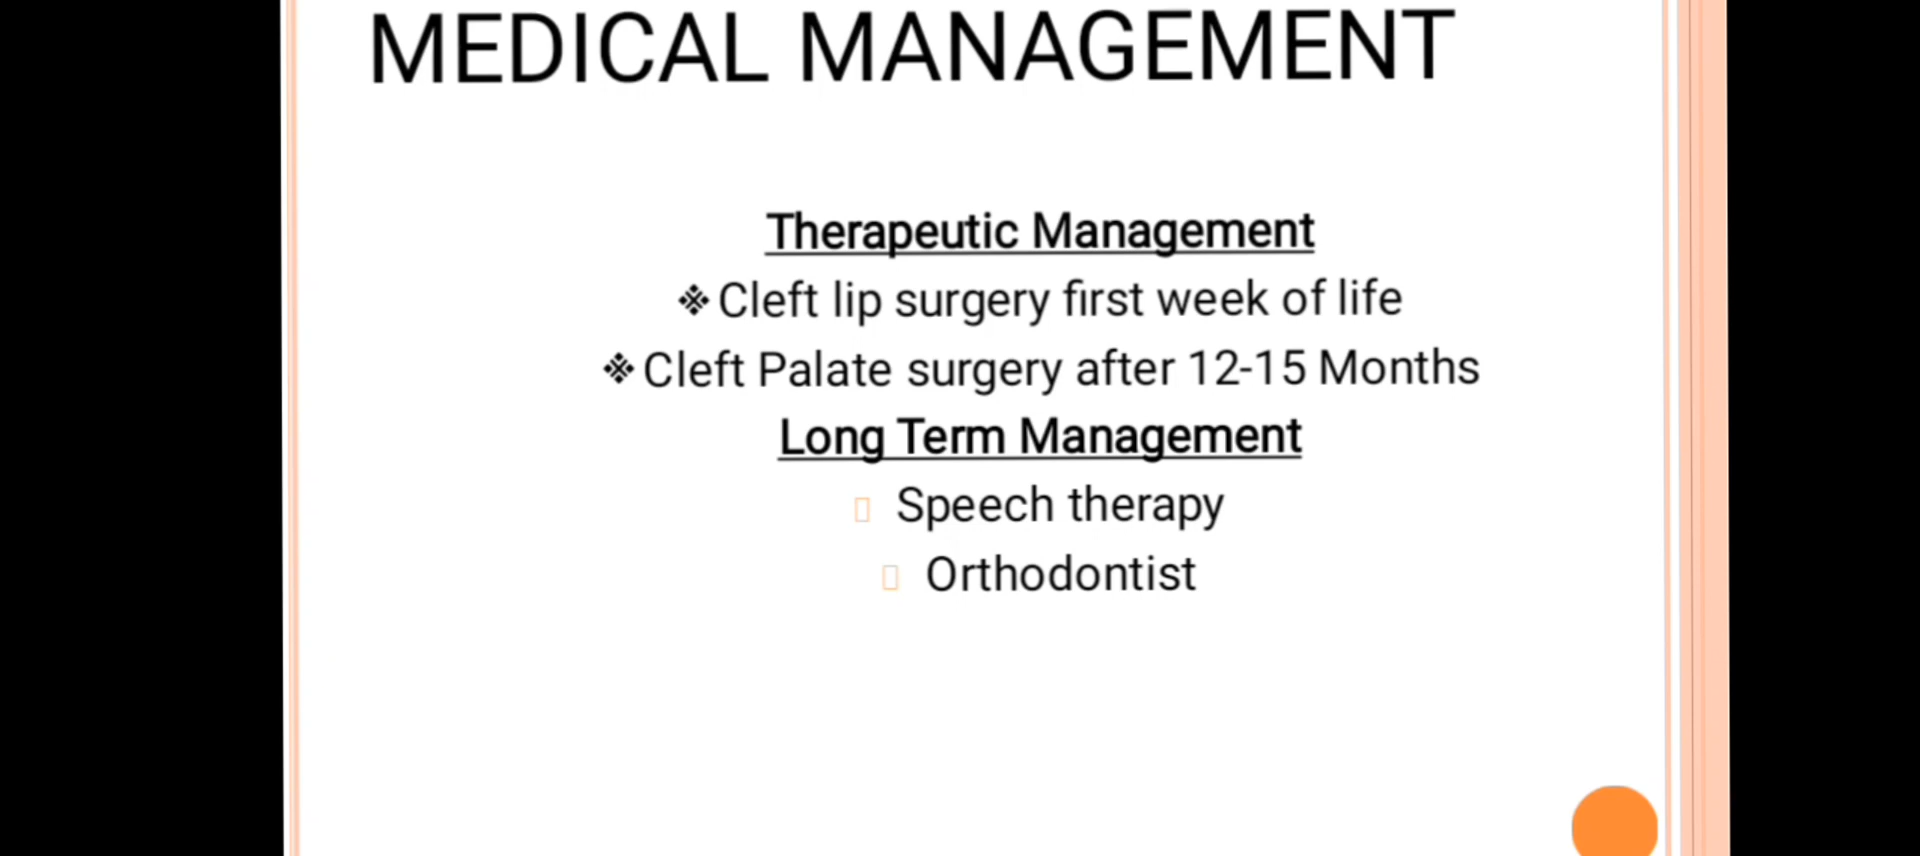 MEDICAL MANAGEMENT
Therapeutic Management
❖Cleft lip surgery first week of life
❖Cleft Palate surgery after 12-15 Months
Long Term Management
Speech therapy
Orthodontist